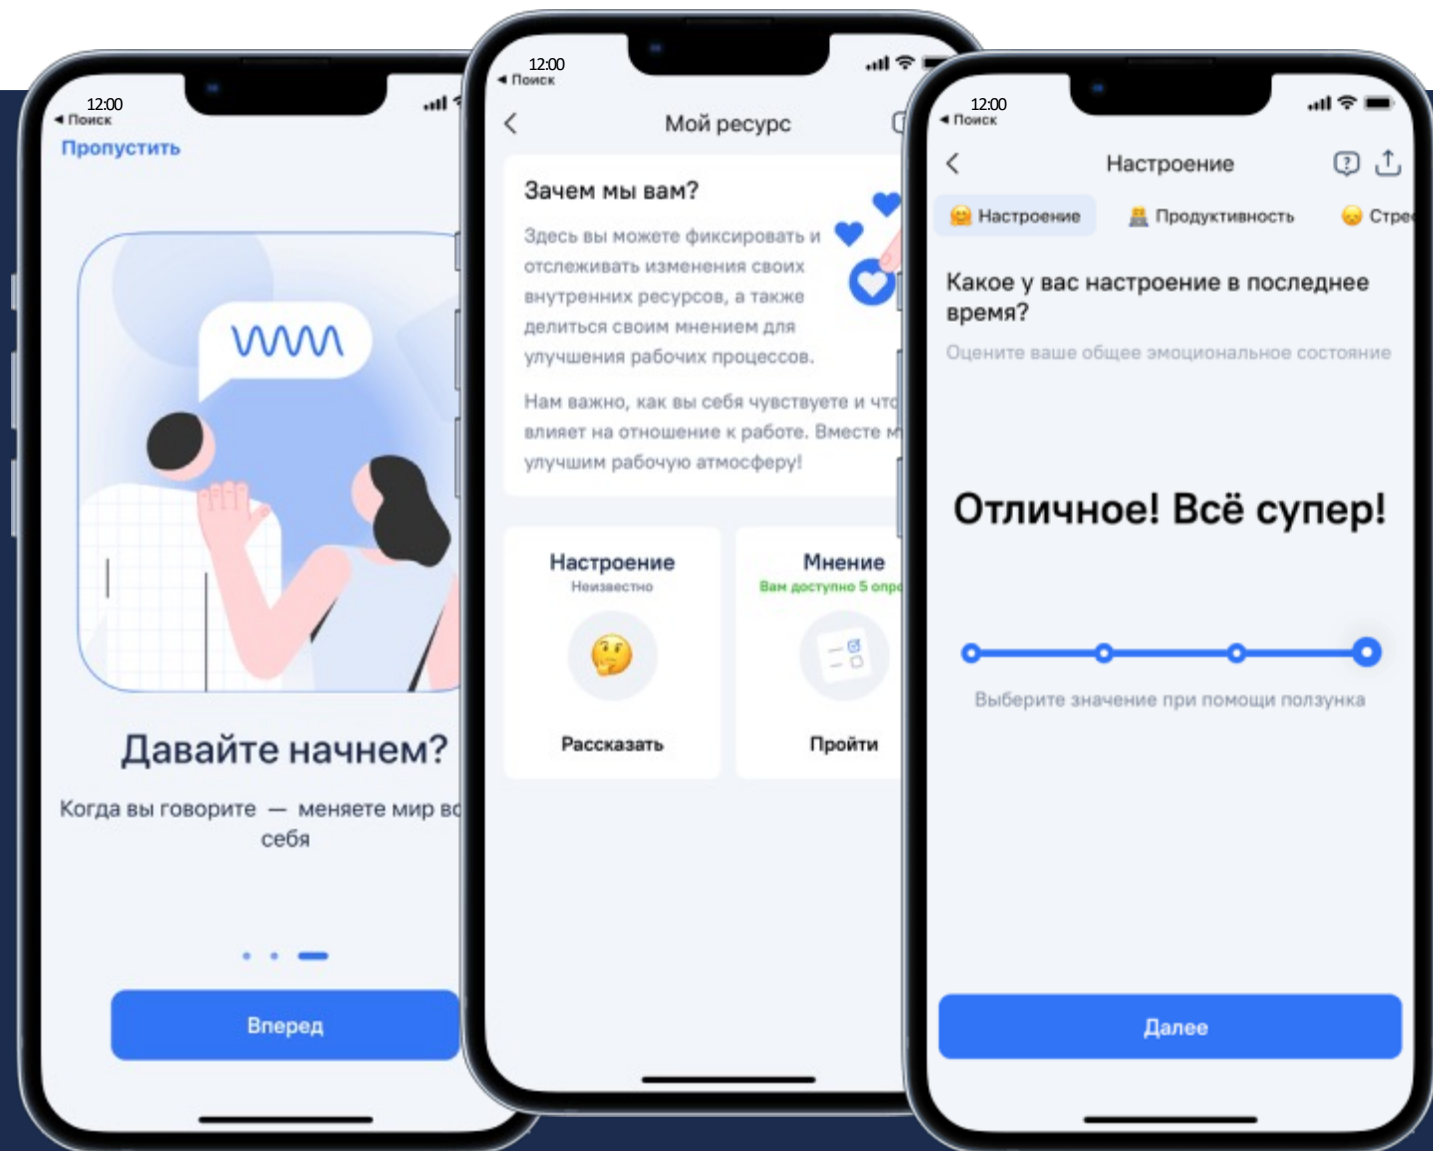 12:00
Поиск
Пропустить
Давайте начнем?
Когда вы говорите — меняете мир
себя
Вперед
12:00
Поиск
Мой ресурс
Зачем мы вам?
Здесь вы можете фиксировать и
отслеживать изменения своих
внутренних ресурсов, а также
делиться своим мнением для
улучшения рабочих процессов.
Нам важно, как вы себя чувствуете и
влияет на отношение к работе. Вместе
улучшим рабочую атмосферу!
Настроение
Неизвестно
Рассказать
Мнение
Вам доступно 5
Пройти
12:00
Поиск
Настроение
Настроение
Продуктивность
Какое у вас настроение в последнее
время?
Оцените ваше общее эмоциональное состояние
Отличное! Всё супер!
Выберите значение при помощи ползунка
Далее